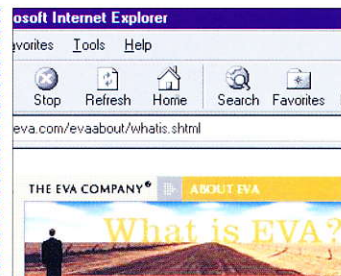 osoft Internet Explorer
avorites Tools Help
Stop Refresh Home Search Favorites
eva.com/evaabout/whatis.shtml
THE EVA COMPANY® ABOUT EVA
What is EVA?